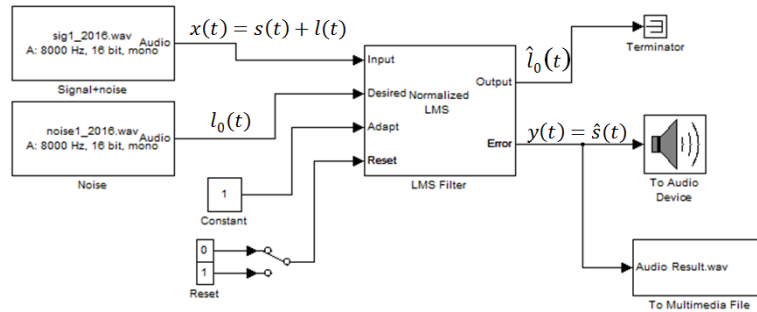 sig1_2016.wav
A: 8000 Hz, 16 bit, mono
Audio
Signal+noise
x(t) = s(t) + l(t)
noise1_2016.wav
A: 8000 Hz, 16 bit, mono
Audio
Noise
l₀(t)
1
Constant
0
1
Reset
Input
Desired
Adapt
Reset
Normalized
LMS
Output
Error
LMS Filter
l̂₀(t)
Terminator
y(t) = ŝ(t)
To Audio
Device
Audio Result.wav
To Multimedia File